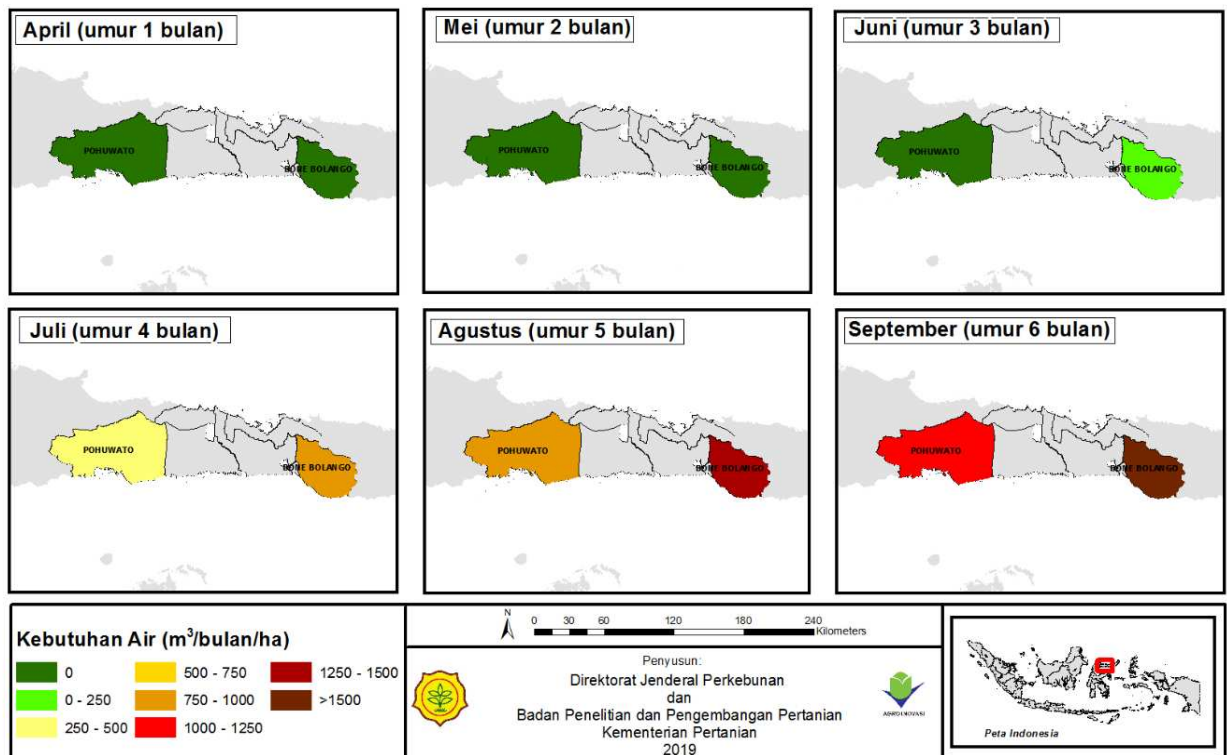 April (umur 1 bulan)
POHUWATO
BONE BOLANGO
Mei (umur 2 bulan)
POHUWATO
BONE BOLANGO
Juni (umur 3 bulan)
POHUWATO
BONE BOLANGO
Juli (umur 4 bulan)
POHUWATO
BONE BOLANGO
Agustus (umur 5 bulan)
POHUWATO
BONE BOLANGO
September (umur 6 bulan)
POHUWATO
BONE BOLANGO
Kebutuhan Air (m³/bulan/ha)
0
0 - 250
250 - 500
500 - 750
750 - 1000
1000 - 1250
1250 - 1500
>1500
N
0 30 60 120 180 240
Kilometers
Penyusun:
Direktorat Jenderal Perkebunan
dan
Badan Penelitian dan Pengembangan Pertanian
Kementerian Pertanian
2019
AGRO INOVASI
Peta Indonesia